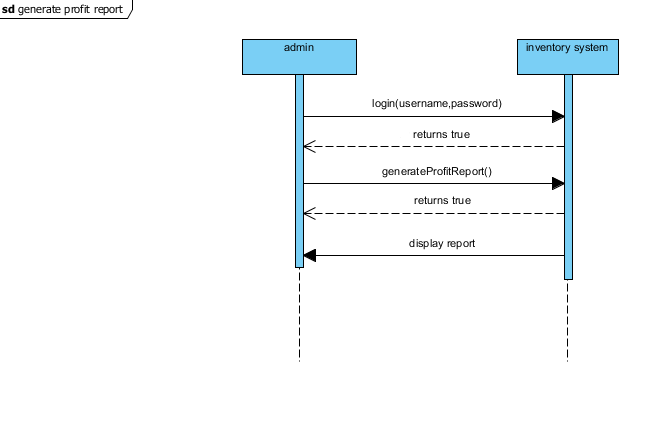 sd generate profit report
admin
inventory system
login(username,password)
returns true
generateProfitReport()
returns true
display report